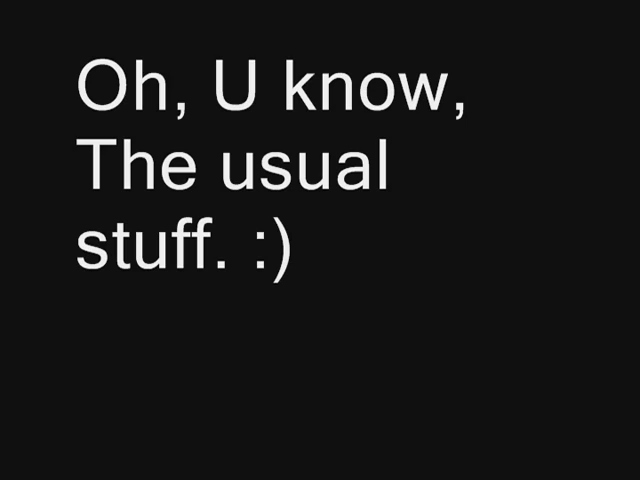 Oh, U know,
The usual
stuff. :)